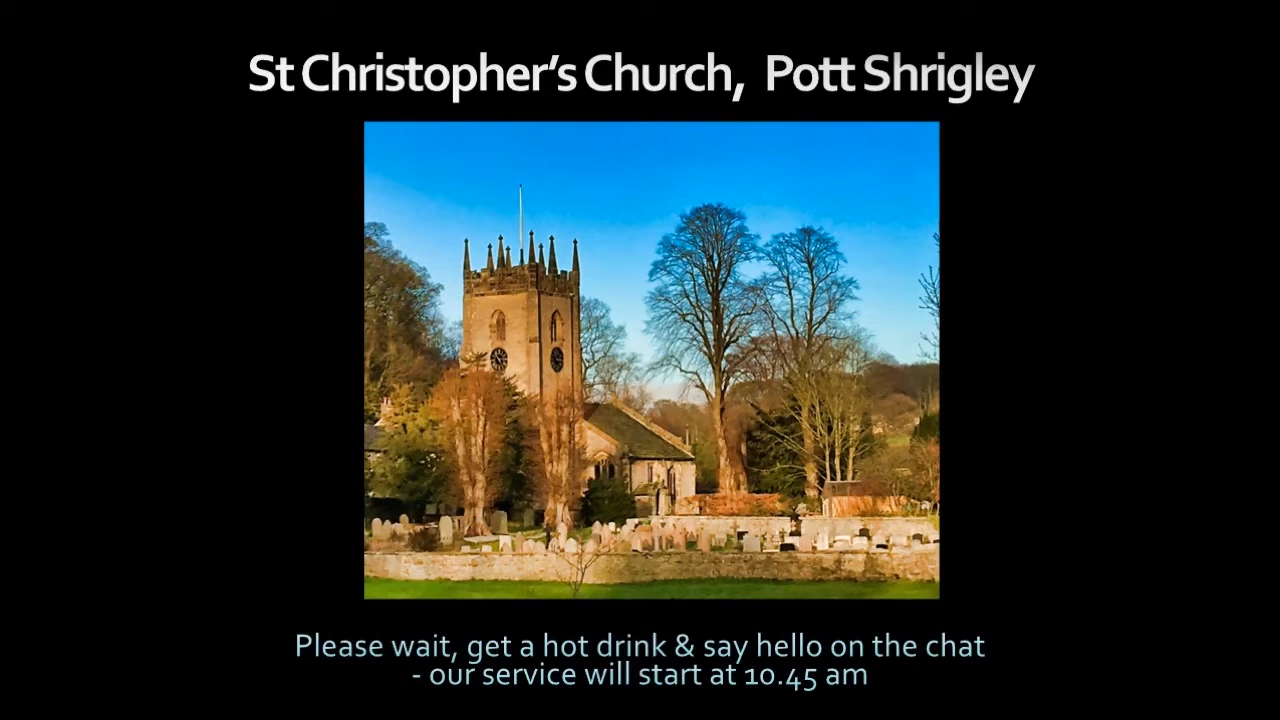 St Christopher's Church, Pott Shrigley
Please wait, get a hot drink & say hello on the chat
- our service will start at 10.45 am